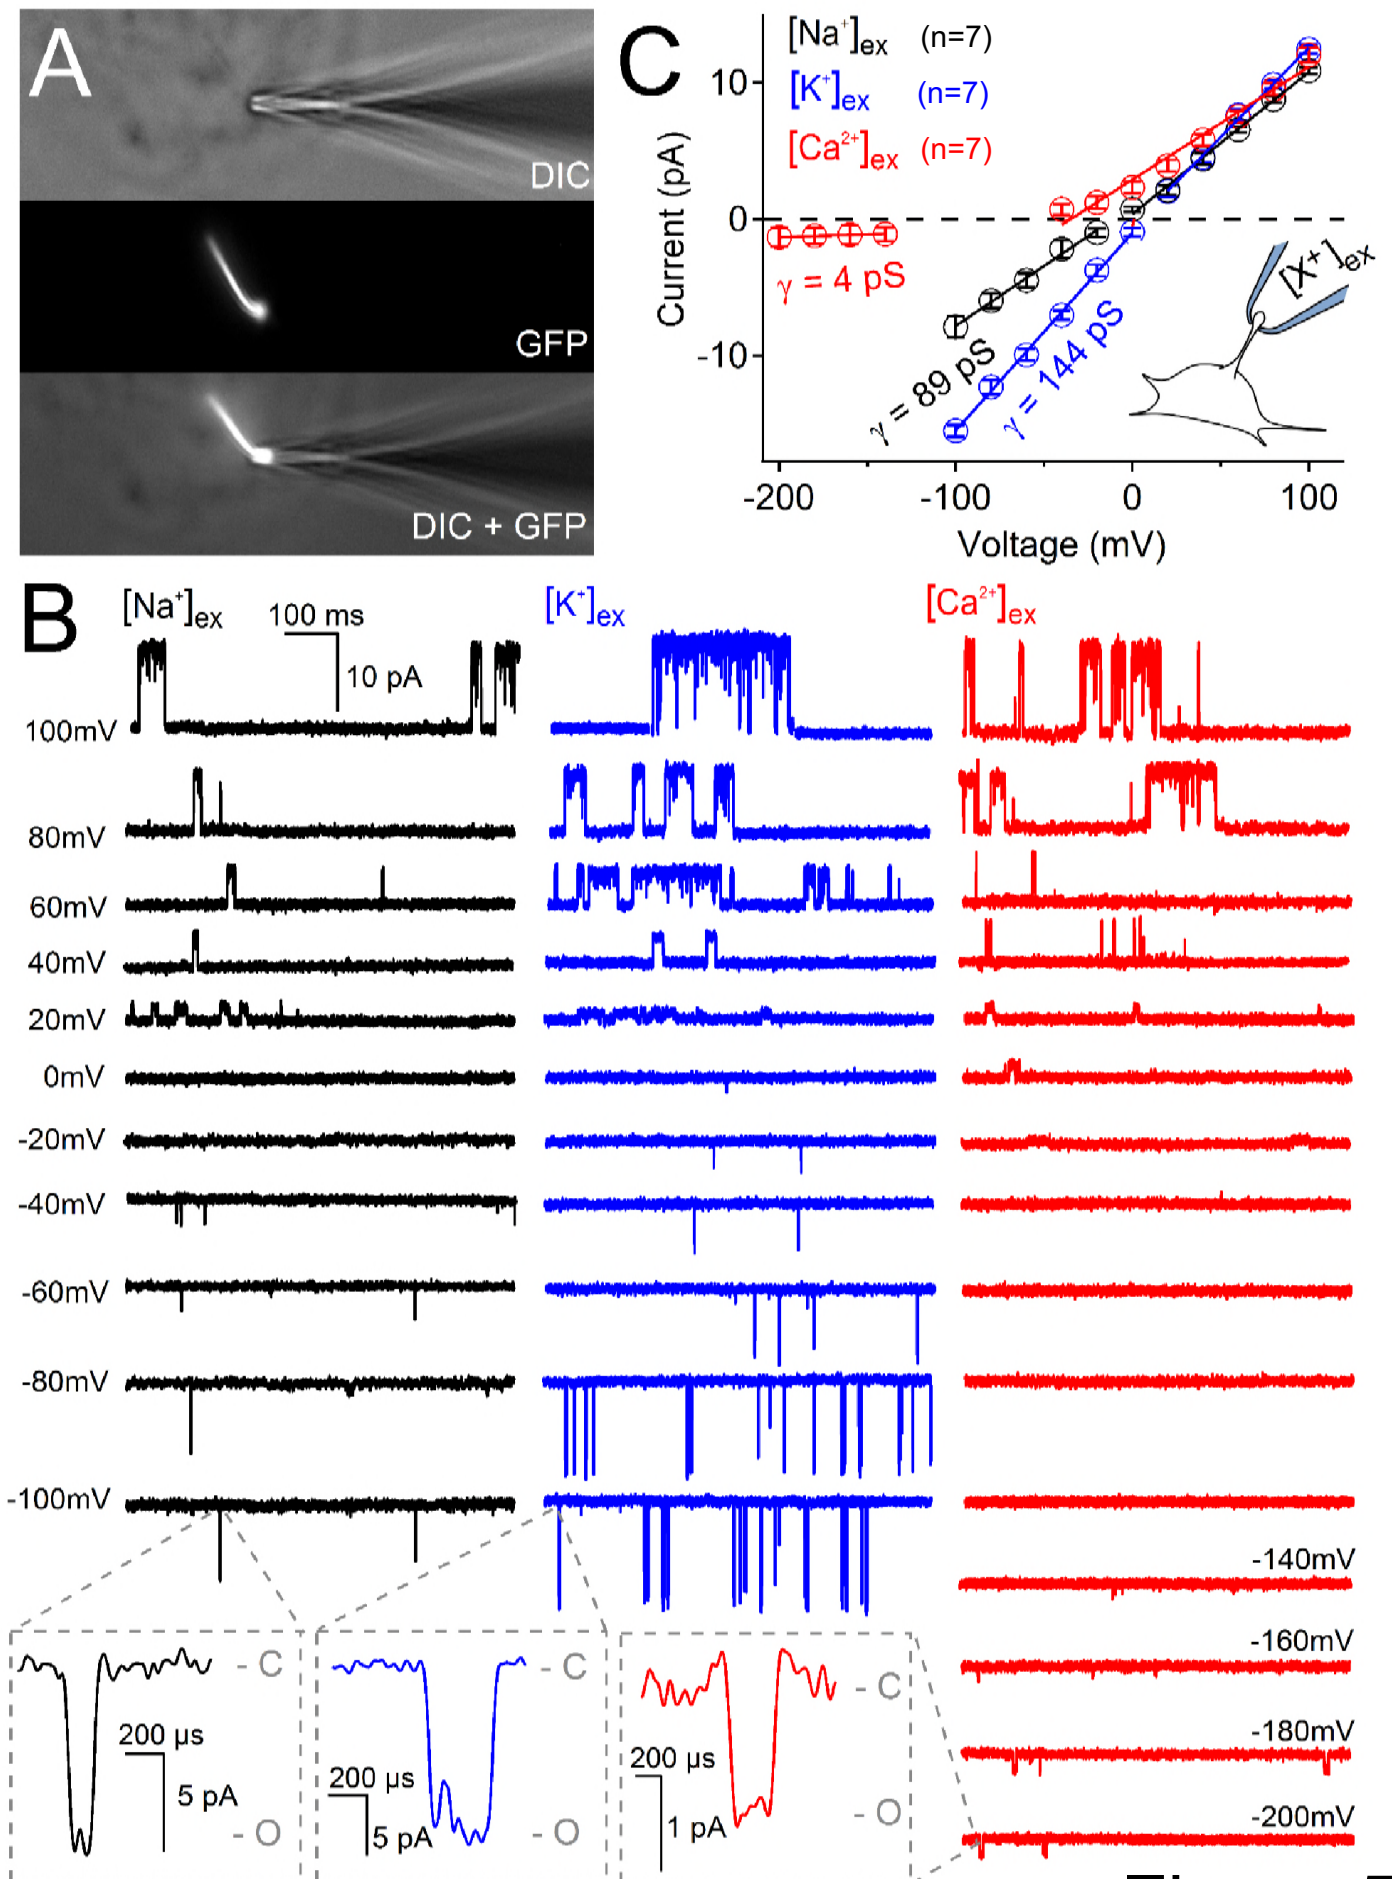 A
DIC
GFP
DIC + GFP
C
[Na⁺]ex (n=7)
[K⁺]ex (n=7)
[Ca²⁺]ex (n=7)
Current (pA)
10
0
-10
γ = 4 pS
γ = 89 pS
γ = 144 pS
[X⁺]ex
-200
-100
0
100
Voltage (mV)
B
[Na⁺]ex
100 ms
10 pA
[K⁺]ex
[Ca²⁺]ex
100mV
80mV
60mV
40mV
20mV
0mV
-20mV
-40mV
-60mV
-80mV
-100mV
-140mV
-160mV
-180mV
-200mV
- C
200 µs
5 pA
- O
- C
200 µs
5 pA
- O
- C
200 µs
1 pA
- O